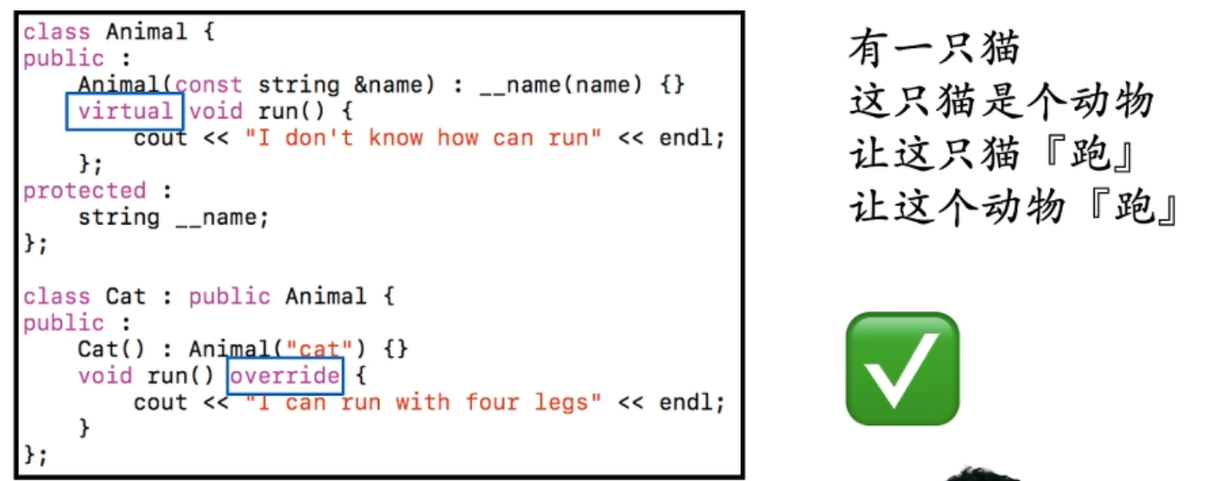 class Animal {
public :
    Animal(const string &name) : __name(name) {}
    virtual void run() {
        cout << "I don't know how can run" << endl;
    };
protected :
    string __name;
};
class Cat : public Animal {
public :
    Cat() : Animal("cat") {}
    void run() override {
        cout << "I can run with four legs" << endl;
    }
};
有一只猫
这只猫是个动物
让这只猫『跑』
让这个动物『跑』